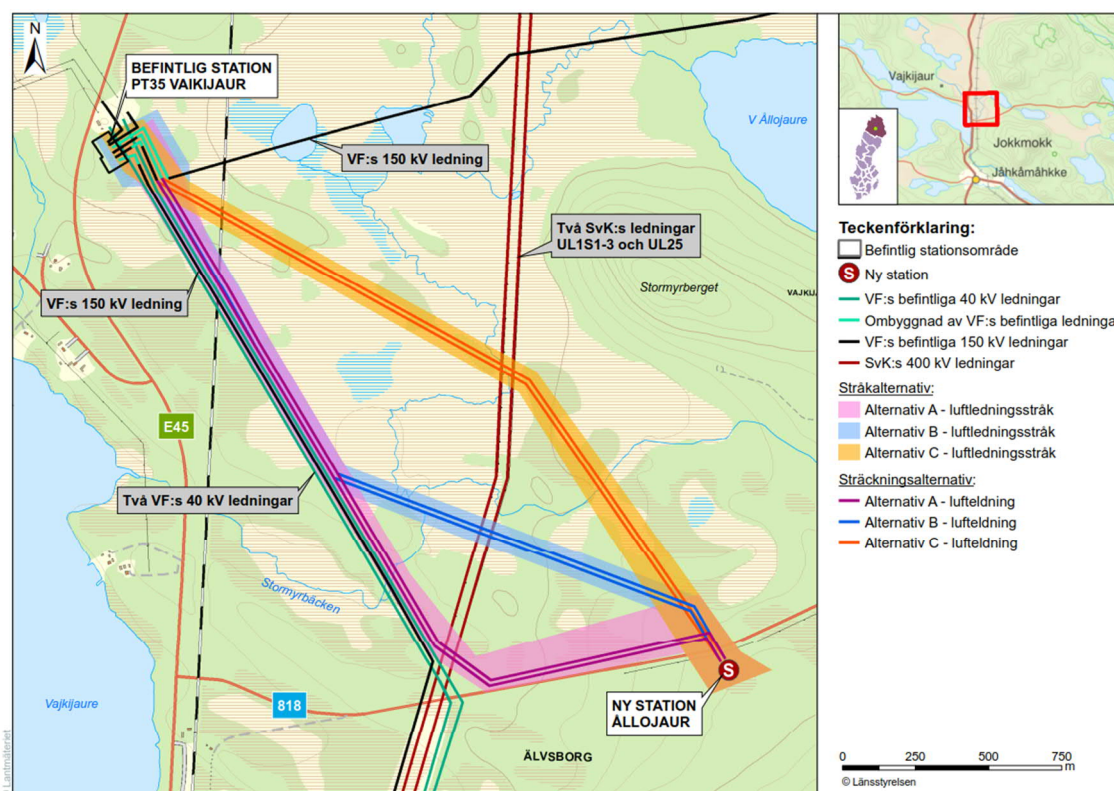 N
BEFINTLIG STATION
PT35 VAIKIJAUR
VF:s 150 kV ledning
V Ållojaure
Två SvK:s ledningar
UL1S1-3 och UL25
Stormyrberget
VAJKIJA
VF:s 150 kV ledning
E45
Två VF:s 40 kV ledningar
Stormyrbäcken
Vajkijaure
818
S
NY STATION
ÅLLOJAUR
ÄLVSBORG
Lantmäteriet
Vajkijaur
Jokkmokk
Jåhkåmåhkke
Teckenförklaring:
Befintlig stationsområde
S Ny station
VF:s befintliga 40 kV ledningar
Ombyggnad av VF:s befintliga ledninga
VF:s befintliga 150 kV ledningar
SvK:s 400 kV ledningar
Stråkalternativ:
Alternativ A - luftledningsstråk
Alternativ B - luftledningsstråk
Alternativ C - luftledningsstråk
Sträckningsalternativ:
Alternativ A - lufteldning
Alternativ B - lufteldning
Alternativ C - lufteldning
0 250 500 750
m
© Länsstyrelsen